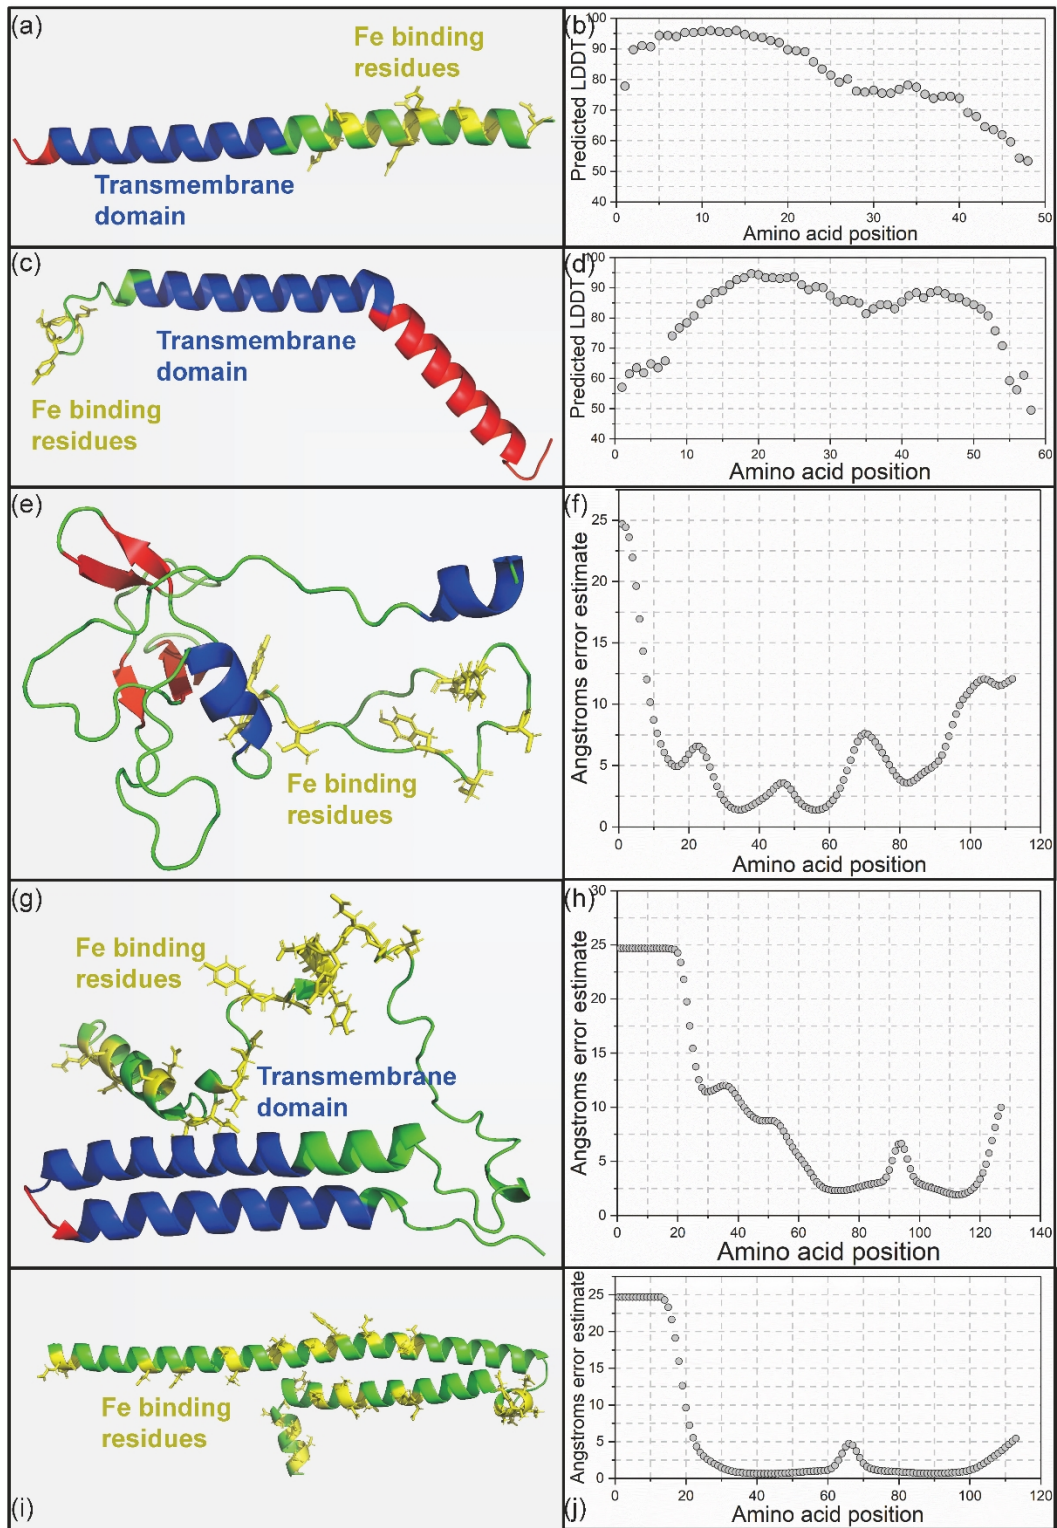 (a)
Fe binding
residues
Transmembrane
domain
(b)
Predicted LDDT
100
90
80
70
60
50
40
0 10 20 30 40 50
Amino acid position
(c)
Transmembrane
domain
Fe binding
residues
(d)
Predicted LDDT
100
90
80
70
60
50
40
0 10 20 30 40 50 60
Amino acid position
(e)
Fe binding
residues
(f)
Angstroms error estimate
25
20
15
10
5
0
0 20 40 60 80 100 120
Amino acid position
(g)
Fe binding
residues
Transmembrane
domain
(h)
Angstroms error estimate
30
25
20
15
10
5
0
0 20 40 60 80 100 120 140
Amino acid position
Fe binding
residues
(i)
Angstroms error estimate
25
20
15
10
5
0
0 20 40 60 80 100 120
(j)
Amino acid position